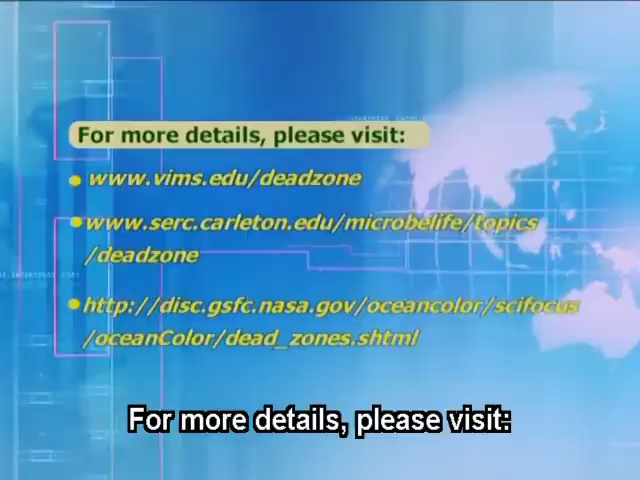 For more details, please visit:
www.vims.edu/deadzone
www.serc.carleton.edu/microbelife/topics
/deadzone
http://disc.gsfc.nasa.gov/oceancolor/scifocus
/oceanColor/dead_zones.shtml
For more details, please visit: